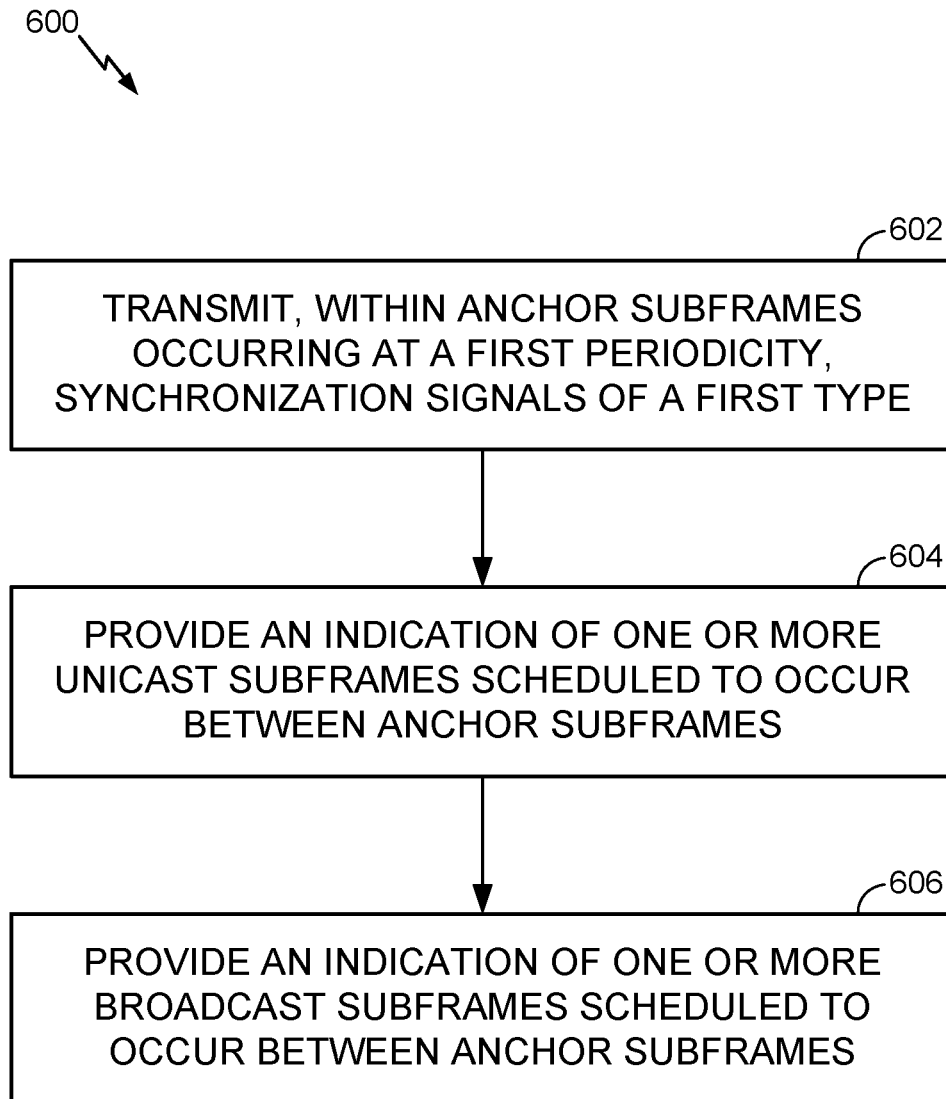 600
602
TRANSMIT, WITHIN ANCHOR SUBFRAMES
OCCURRING AT A FIRST PERIODICITY,
SYNCHRONIZATION SIGNALS OF A FIRST TYPE
604
PROVIDE AN INDICATION OF ONE OR MORE
UNICAST SUBFRAMES SCHEDULED TO OCCUR
BETWEEN ANCHOR SUBFRAMES
606
PROVIDE AN INDICATION OF ONE OR MORE
BROADCAST SUBFRAMES SCHEDULED TO
OCCUR BETWEEN ANCHOR SUBFRAMES